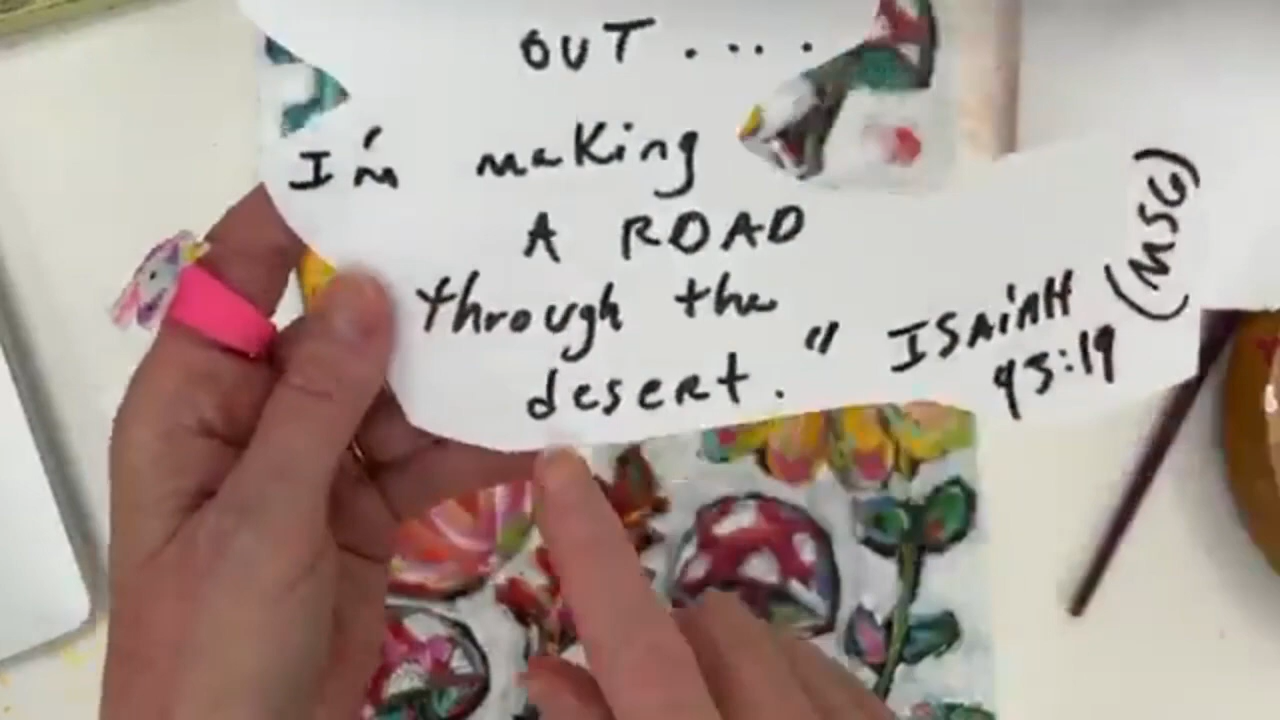 OUT....
I'm making
A ROAD
through the
desert." ISAiAH
43:19 (MSG)